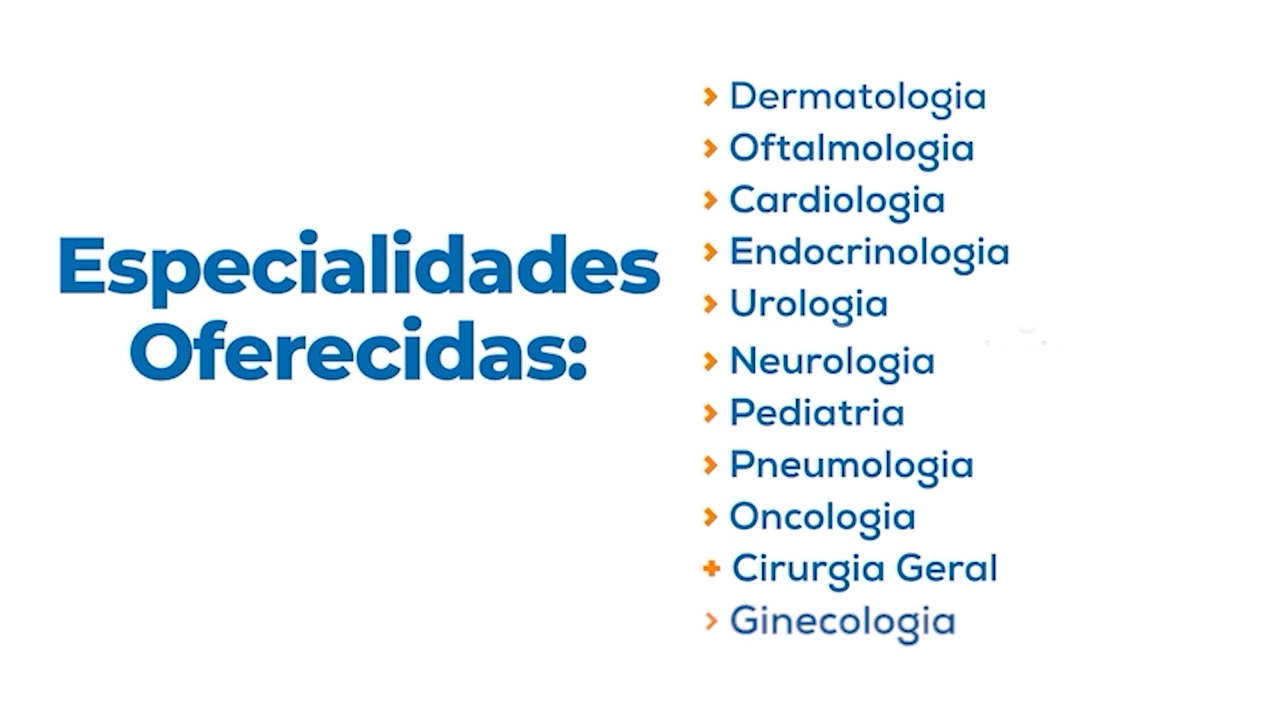 Especialidades
Oferecidas:
› Dermatologia
› Oftalmologia
› Cardiologia
› Endocrinologia
› Urologia
› Neurologia
› Pediatria
› Pneumologia
› Oncologia
+ Cirurgia Geral
› Ginecologia